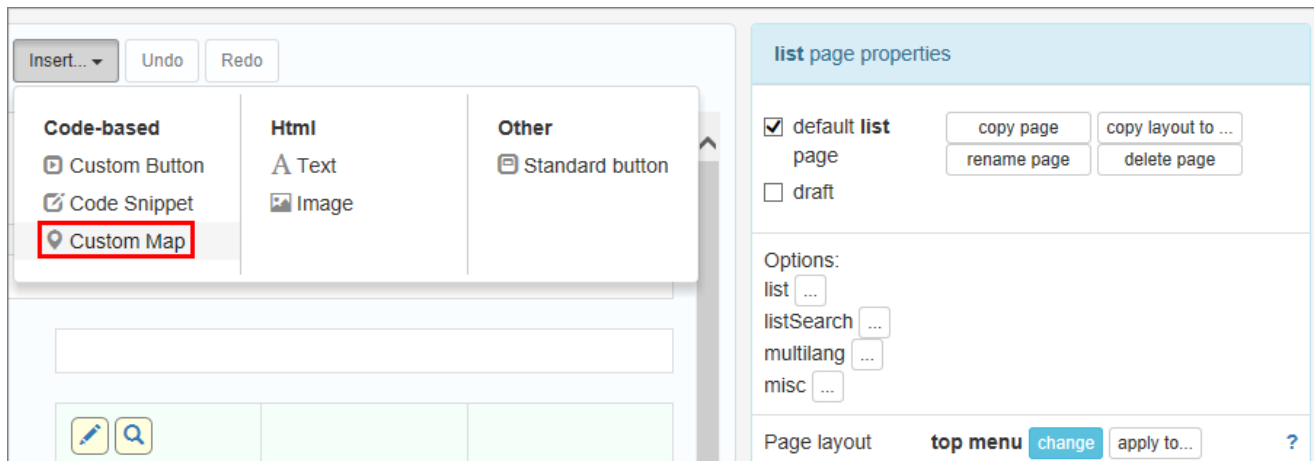 Insert...
Undo
Redo
Code-based
Custom Button
Code Snippet
Custom Map
Html
Text
Image
Other
Standard button
list page properties
default list
page
copy page
copy layout to ...
rename page
delete page
draft
Options:
list ...
listSearch ...
multilang ...
misc ...
Page layout top menu change apply to... ?